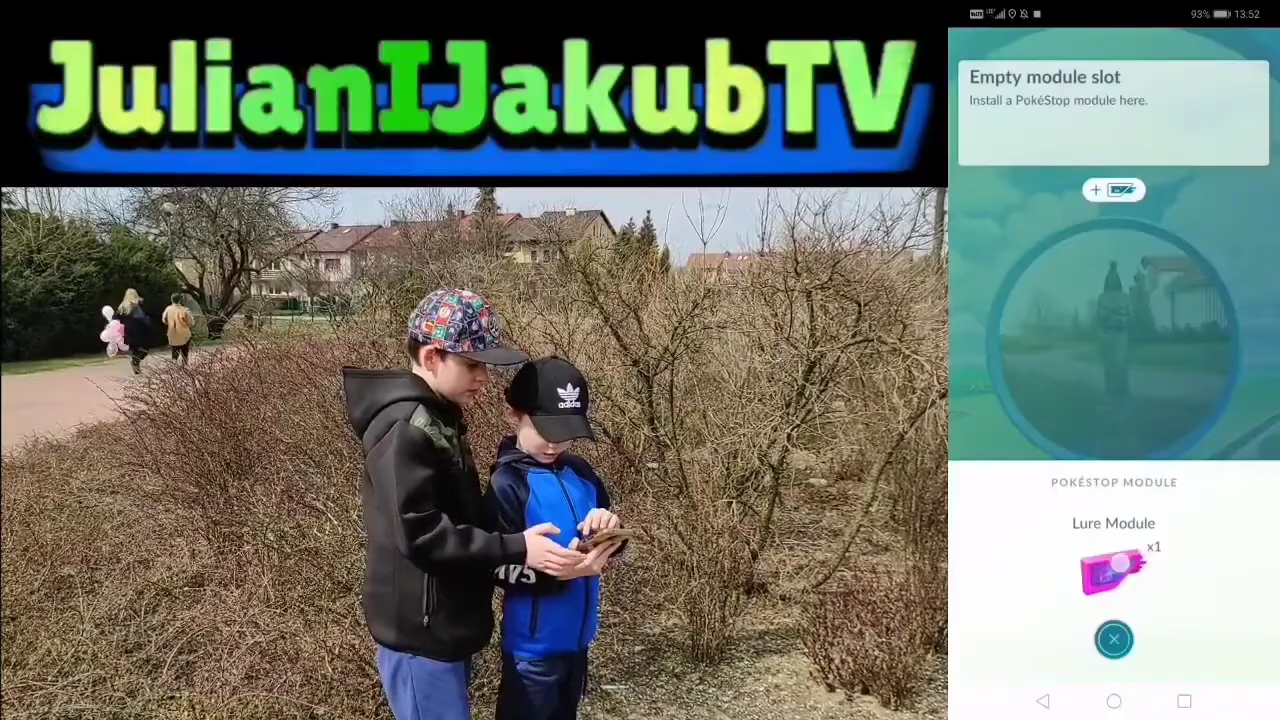 JulianIJakubTV
93% 13:52
Empty module slot
Install a PokéStop module here.
adidas
POKÉSTOP MODULE
Lure Module
x1